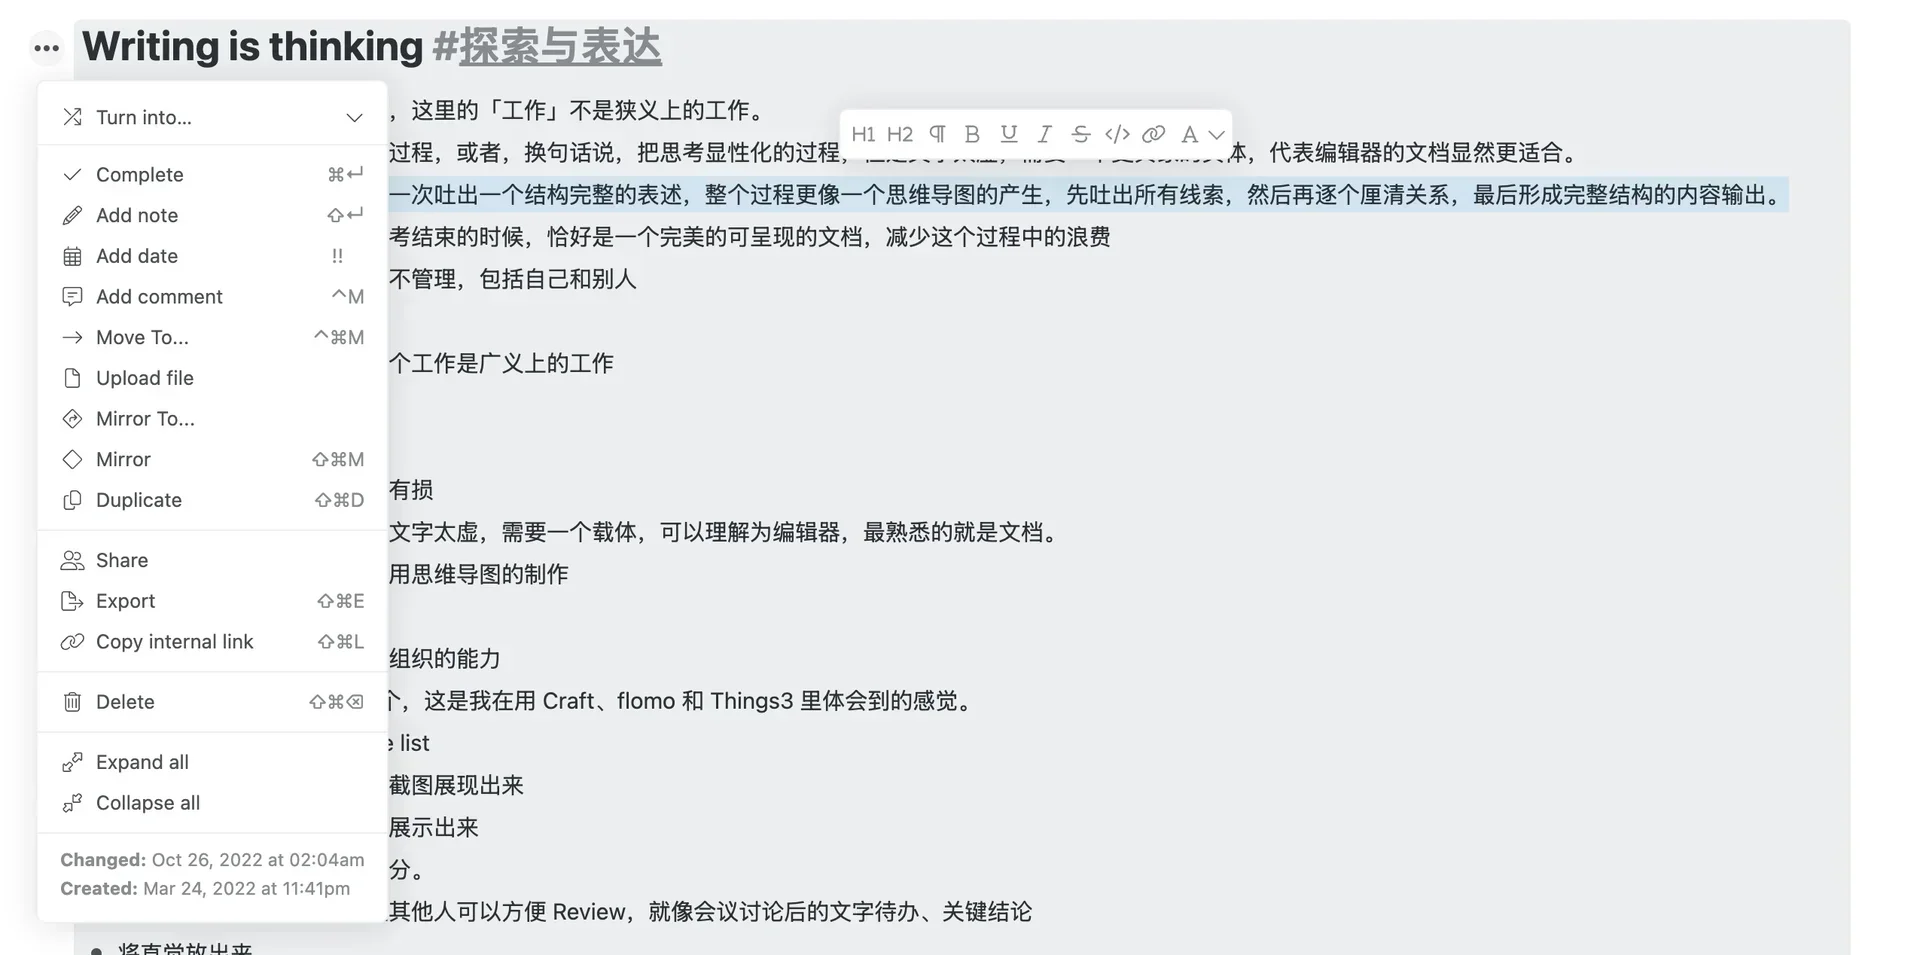 Writing is thinking #探索与表达
Turn into...
Complete ⌘↵
Add note ⇧↵
Add date !!
Add comment ^M
Move To... ^⌘M
Upload file
Mirror To...
Mirror ⇧⌘M
Duplicate ⇧⌘D
Share
Export ⇧⌘E
Copy internal link ⇧⌘L
Delete ⇧⌘⌫
Expand all
Collapse all
Changed: Oct 26, 2022 at 02:04am
Created: Mar 24, 2022 at 11:41pm
H1 H2 ¶ B U I S </> A
，这里的「工作」不是狭义上的工作。
过程，或者，换句话说，把思考显性化的过程，体，代表编辑器的文档显然更适合。
一次吐出一个结构完整的表述，整个过程更像一个思维导图的产生，先吐出所有线索，然后再逐个厘清关系，最后形成完整结构的内容输出。
考结束的时候，恰好是一个完美的可呈现的文档，减少这个过程中的浪费
不管理，包括自己和别人
个工作是广义上的工作
有损
文字太虚，需要一个载体，可以理解为编辑器，最熟悉的就是文档。
用思维导图的制作
组织的能力
个，这是我在用 Craft、flomo 和 Things3 里体会到的感觉。
list
截图展现出来
展示出来
分。
其他人可以方便 Review，就像会议讨论后的文字待办、关键结论
将直觉放出来